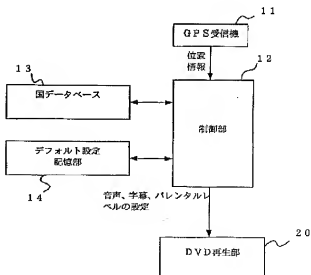 11
GPS受信機
位置
情報
12
13
国データベース
制御部
デフォルト設定
記憶部
14
音声、字幕、パレンタルレ
ベルの設定
20
DVD再生部